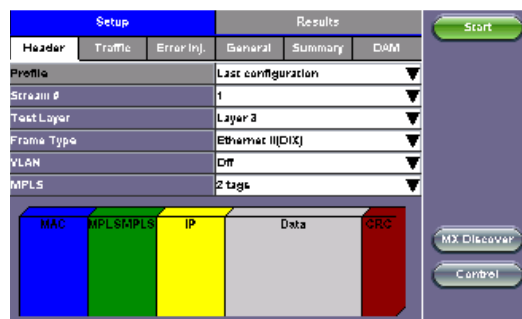 Setup Results
Start
Header Traffic Error Inj. General Summary DAM
Profile Last configuration
Stream # 1
Test Layer Layer 3
Frame Type Ethernet II(DIX)
VLAN Off
MPLS 2 tags
MAC MPLS MPLS IP Data CRC
MX Discover
Control